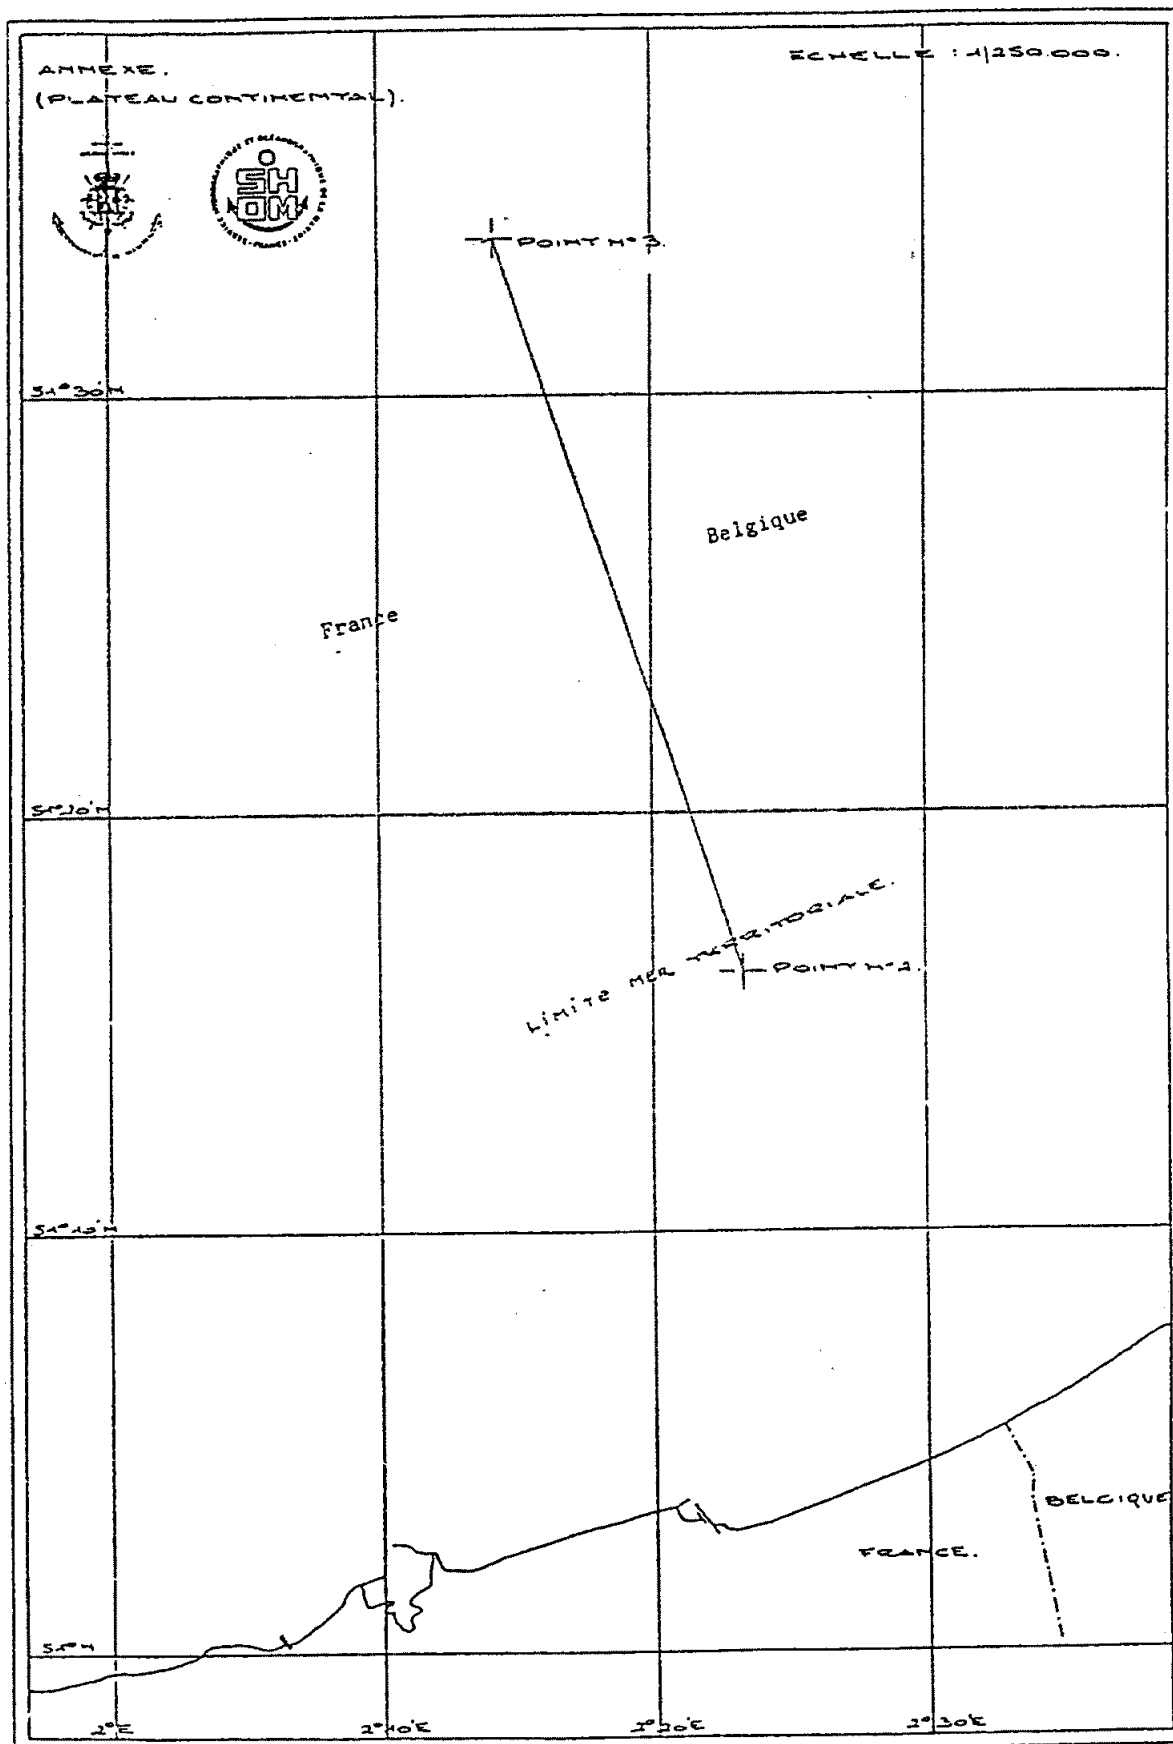 ANNEXE.
(PLATEAU CONTINENTAL).
ECHELLE : 1/250.000.
SHOM
POINT N° 3.
51° 30'N
Belgique
France
51° 20'N
LIMITE MER TERRITORIALE.
POINT N° 2.
51° 10'N
BELGIQUE
FRANCE.
51° N
2°E
2° 10'E
2° 20'E
2° 30'E